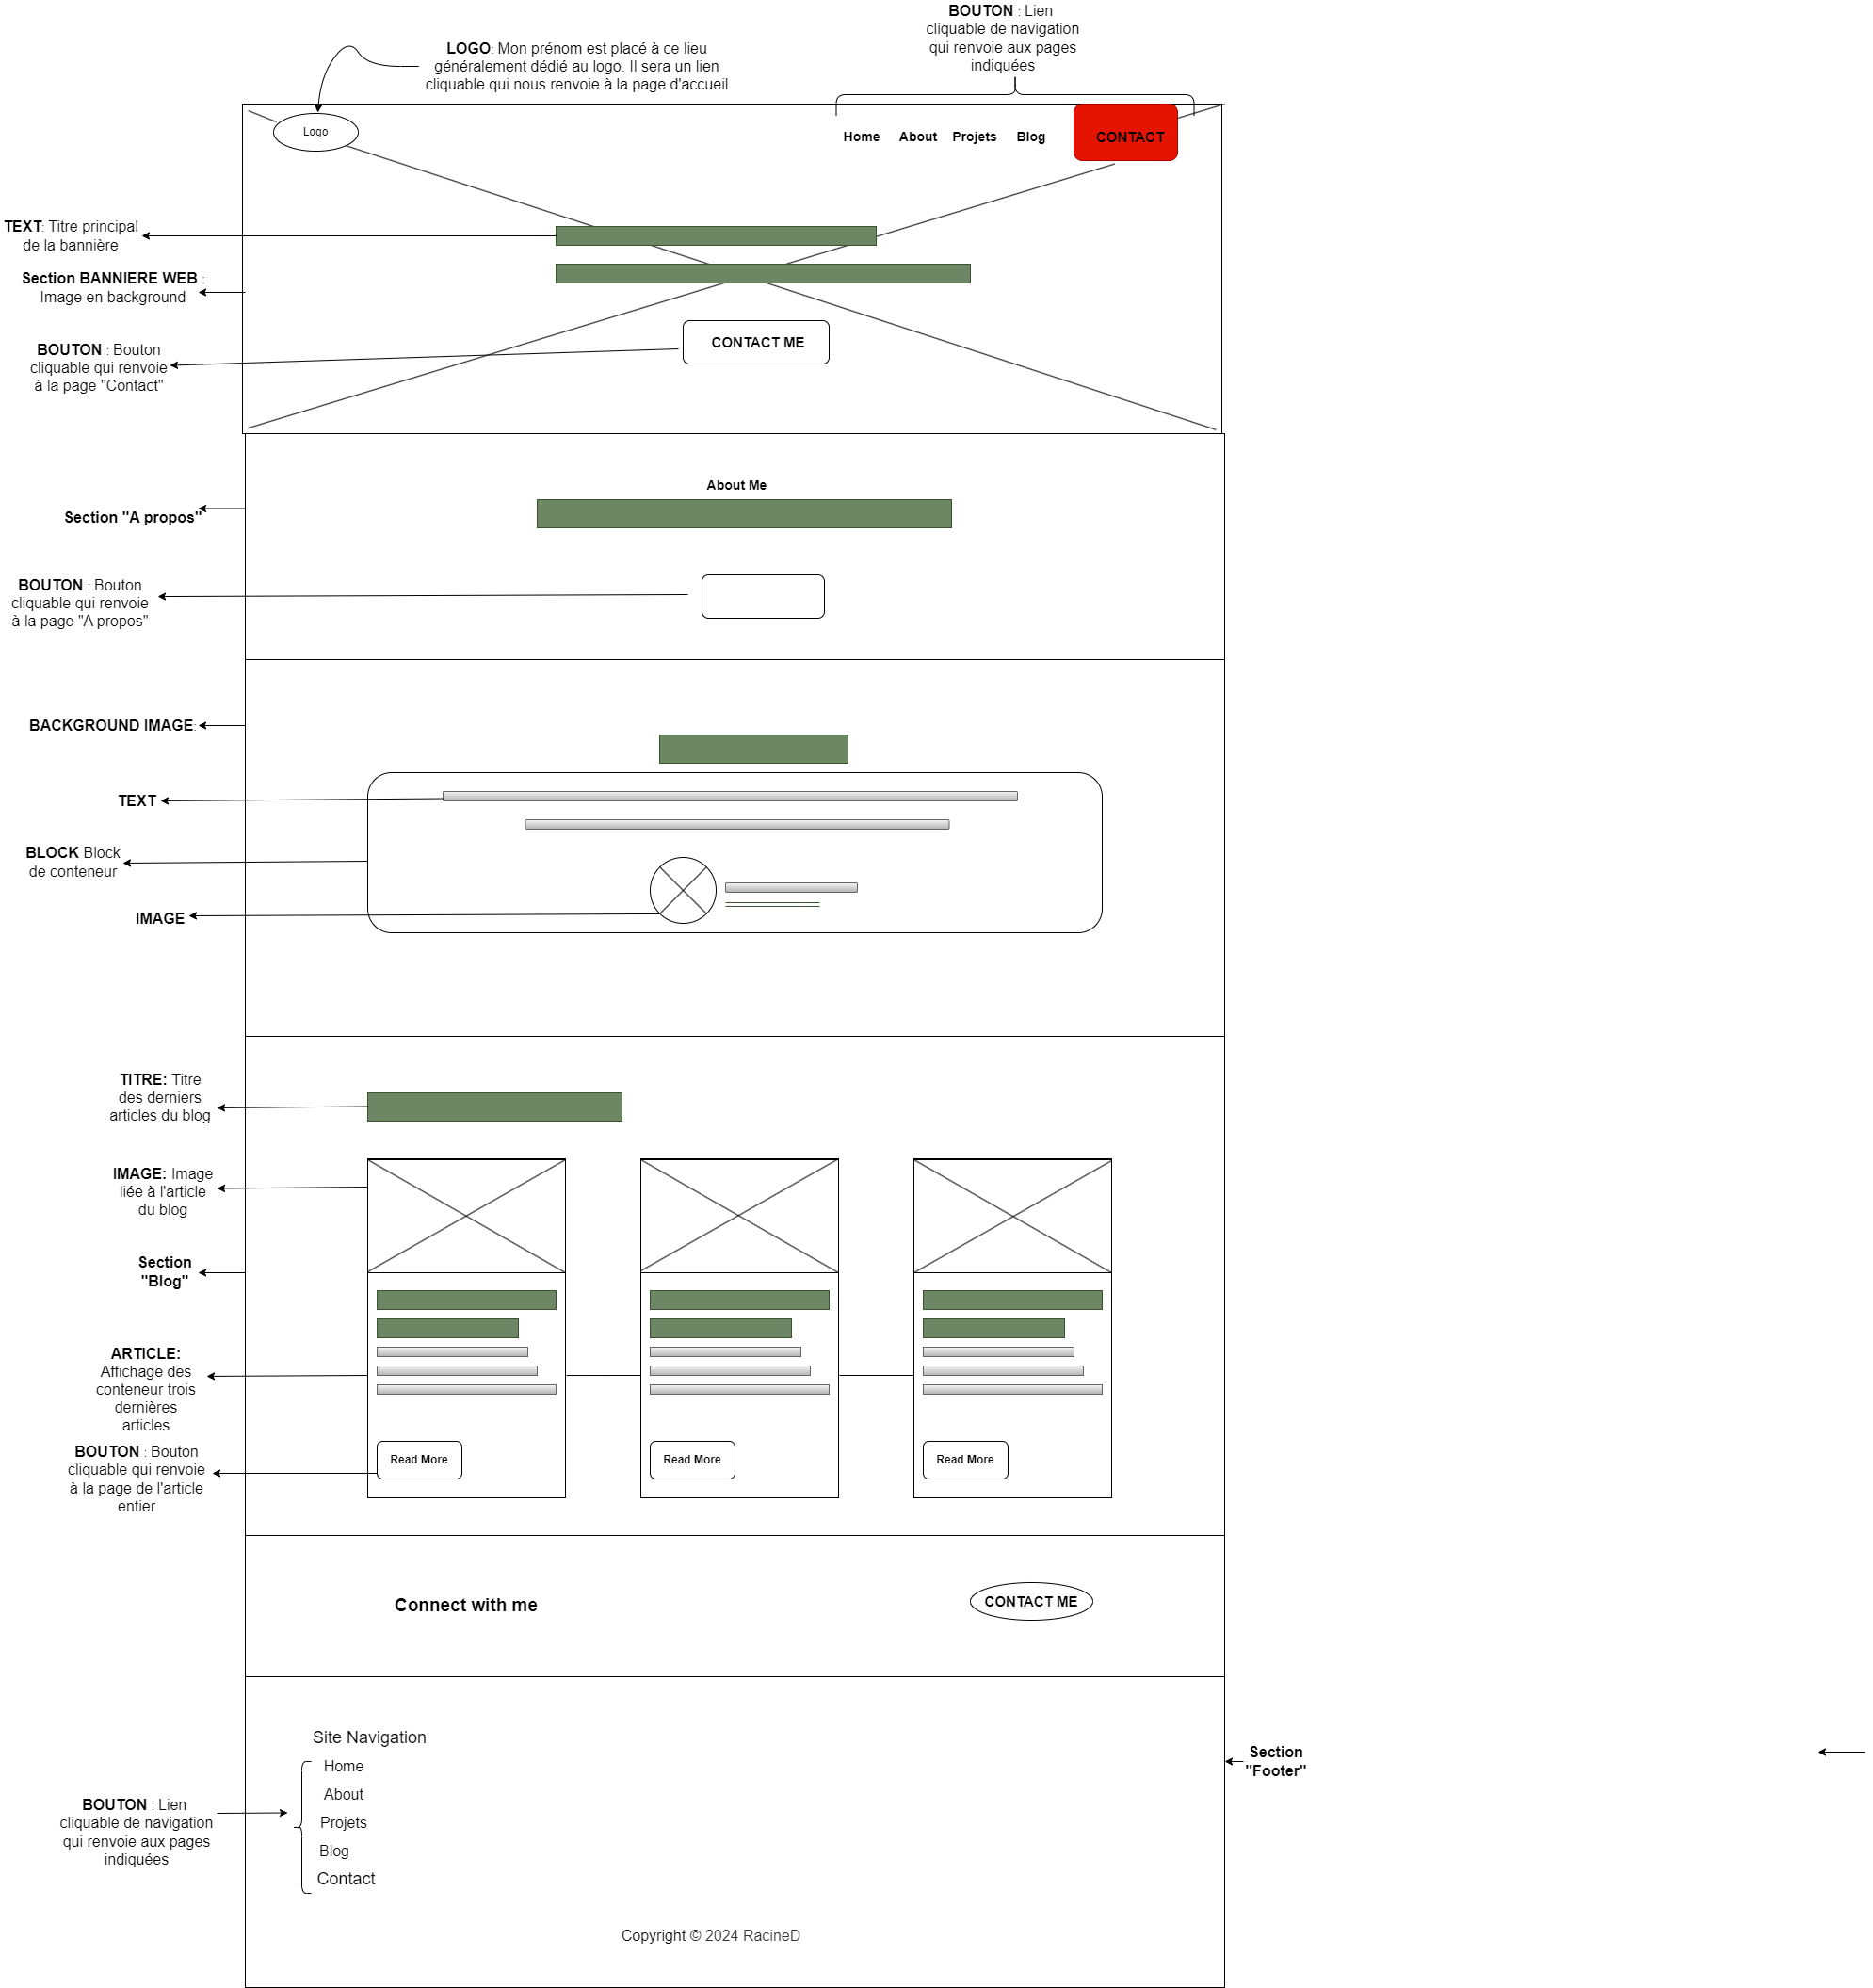 BOUTON : Lien
cliquable de navigation
qui renvoie aux pages
indiquées
LOGO: Mon prénom est placé à ce lieu
généralement dédié au logo. Il sera un lien
cliquable qui nous renvoie à la page d'accueil
Logo
Home
About
Projets
Blog
CONTACT
TEXT: Titre principal
de la bannière
Section BANNIERE WEB :
Image en background
BOUTON : Bouton
cliquable qui renvoie
à la page "Contact"
CONTACT ME
About Me
Section "A propos"
BOUTON : Bouton
cliquable qui renvoie
à la page "A propos"
BACKGROUND IMAGE:
TEXT
BLOCK Block
de conteneur
IMAGE
TITRE: Titre
des derniers
articles du blog
IMAGE: Image
liée à l'article
du blog
Section
"Blog"
ARTICLE:
Affichage des
conteneur trois
dernières
articles
BOUTON : Bouton
cliquable qui renvoie
à la page de l'article
entier
Read More
Read More
Read More
Connect with me
CONTACT ME
Site Navigation
Home
About
Projets
Blog
Contact
Section
"Footer"
BOUTON : Lien
cliquable de navigation
qui renvoie aux pages
indiquées
Copyright © 2024 RacineD